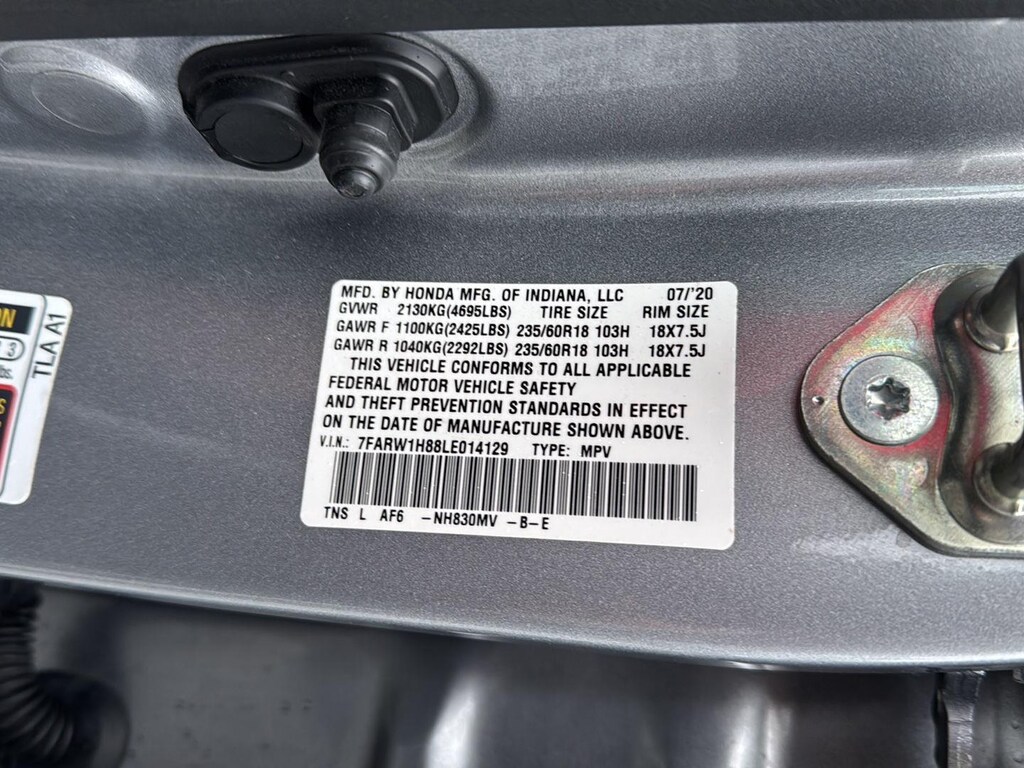 MFD. BY HONDA MFG. OF INDIANA, LLC 07/'20
GVWR 2130KG(4695LBS) TIRE SIZE RIM SIZE
GAWR F 1100KG(2425LBS) 235/60R18 103H 18X7.5J
GAWR R 1040KG(2292LBS) 235/60R18 103H 18X7.5J
THIS VEHICLE CONFORMS TO ALL APPLICABLE
FEDERAL MOTOR VEHICLE SAFETY
AND THEFT PREVENTION STANDARDS IN EFFECT
ON THE DATE OF MANUFACTURE SHOWN ABOVE.
V.I.N.: 7FARW1H88LE014129 TYPE: MPV
TNS L AF6 -NH830MV -B-E
TLA A1